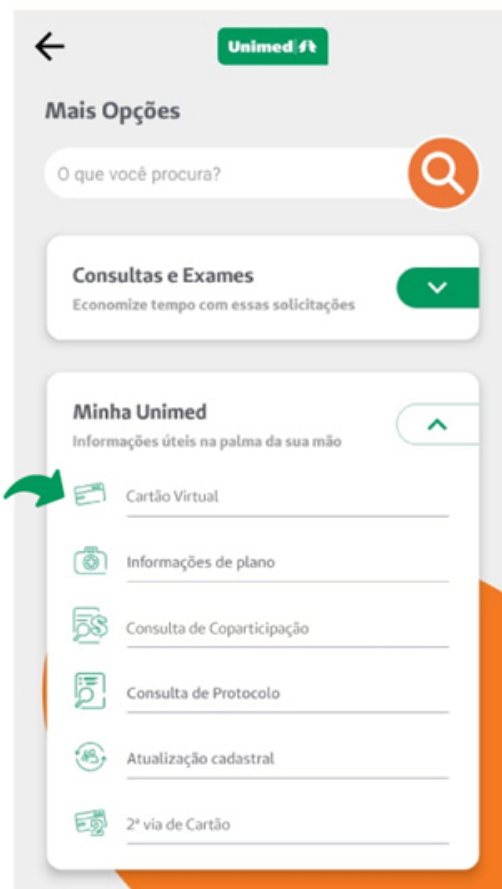 Unimed
Mais Opções
O que você procura?
Consultas e Exames
Economize tempo com essas solicitações
Minha Unimed
Informações úteis na palma da sua mão
Cartão Virtual
Informações de plano
Consulta de Coparticipação
Consulta de Protocolo
Atualização cadastral
2ª via de Cartão